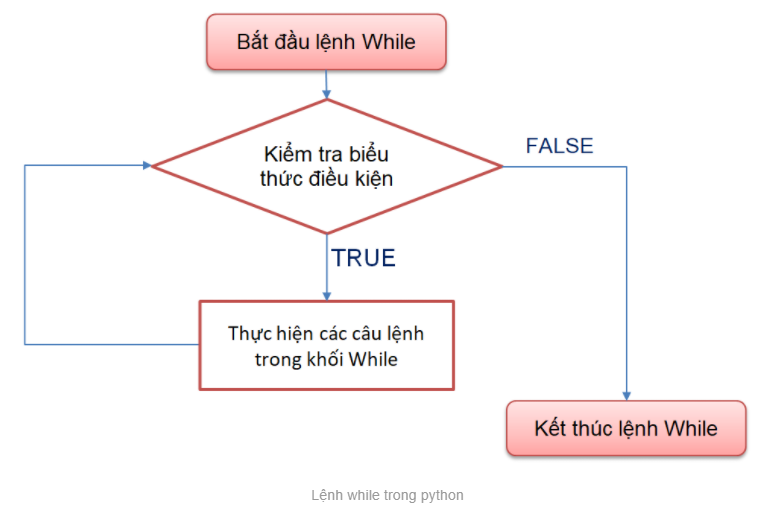 Bắt đầu lệnh While
Kiểm tra biểu
thức điều kiện
FALSE
TRUE
Thực hiện các câu lệnh
trong khối While
Kết thúc lệnh While
Lệnh while trong python